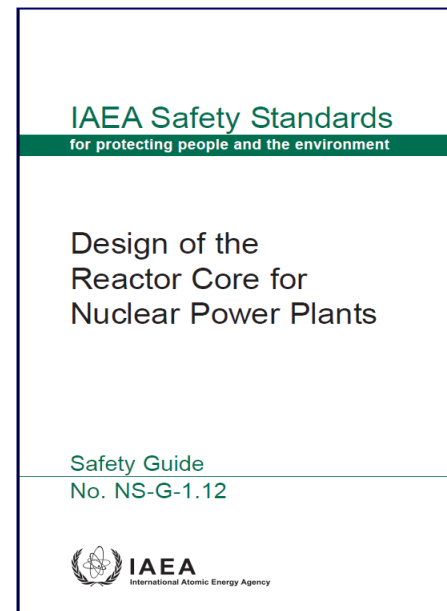 IAEA Safety Standards
for protecting people and the environment
Design of the
Reactor Core for
Nuclear Power Plants
Safety Guide
No. NS-G-1.12
IAEA
International Atomic Energy Agency